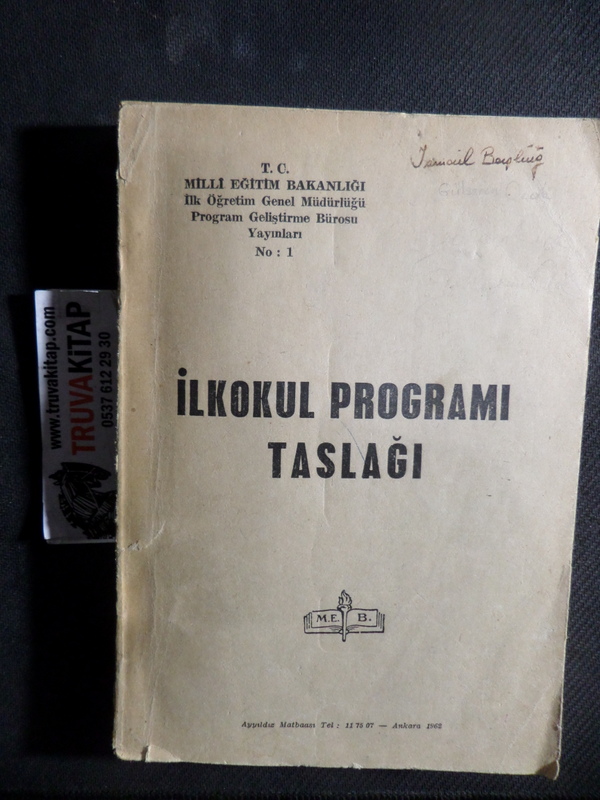 T. C.
MİLLİ EĞİTİM BAKANLIĞI
İlk Öğretim Genel Müdürlüğü
Program Geliştirme Bürosu
Yayınları
No : 1
İLKOKUL PROGRAMI
TASLAĞI
M.E. B.
Ayyıldız Matbaası Tel : 11 75 07 — Ankara 1962
www.truvakitap.com
TRUVAKİTAP
0537 612 29 30